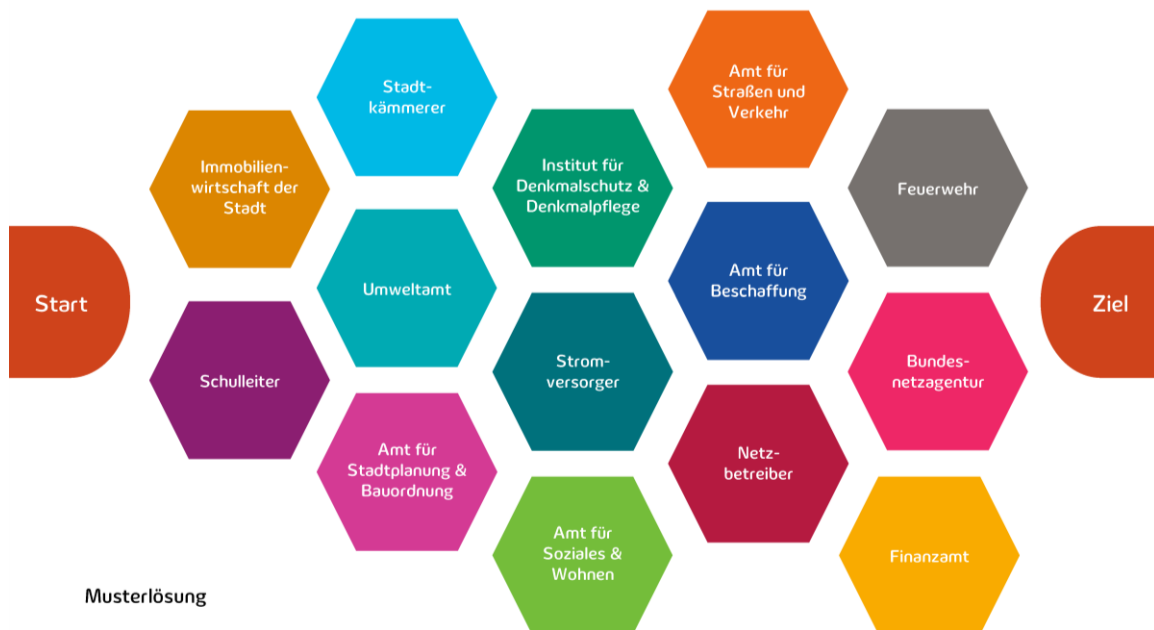 Stadt-
kämmerer
Amt für
Straßen und
Verkehr
Immobilien-
wirtschaft der
Stadt
Institut für
Denkmalschutz &
Denkmalpflege
Feuerwehr
Umweltamt
Amt für
Beschaffung
Start
Ziel
Schulleiter
Strom-
versorger
Bundes-
netzagentur
Amt für
Stadtplanung &
Bauordnung
Netz-
betreiber
Amt für
Soziales &
Wohnen
Finanzamt
Musterlösung